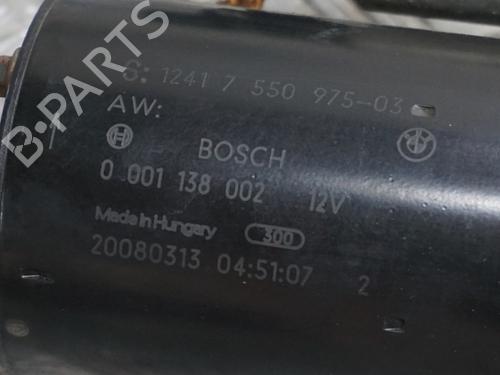 S: 1241 7 550 975-03
AW:
BOSCH
0 001 138 002 12V
Made in Hungary 300
20080313 04:51:07 2
B-PARTS